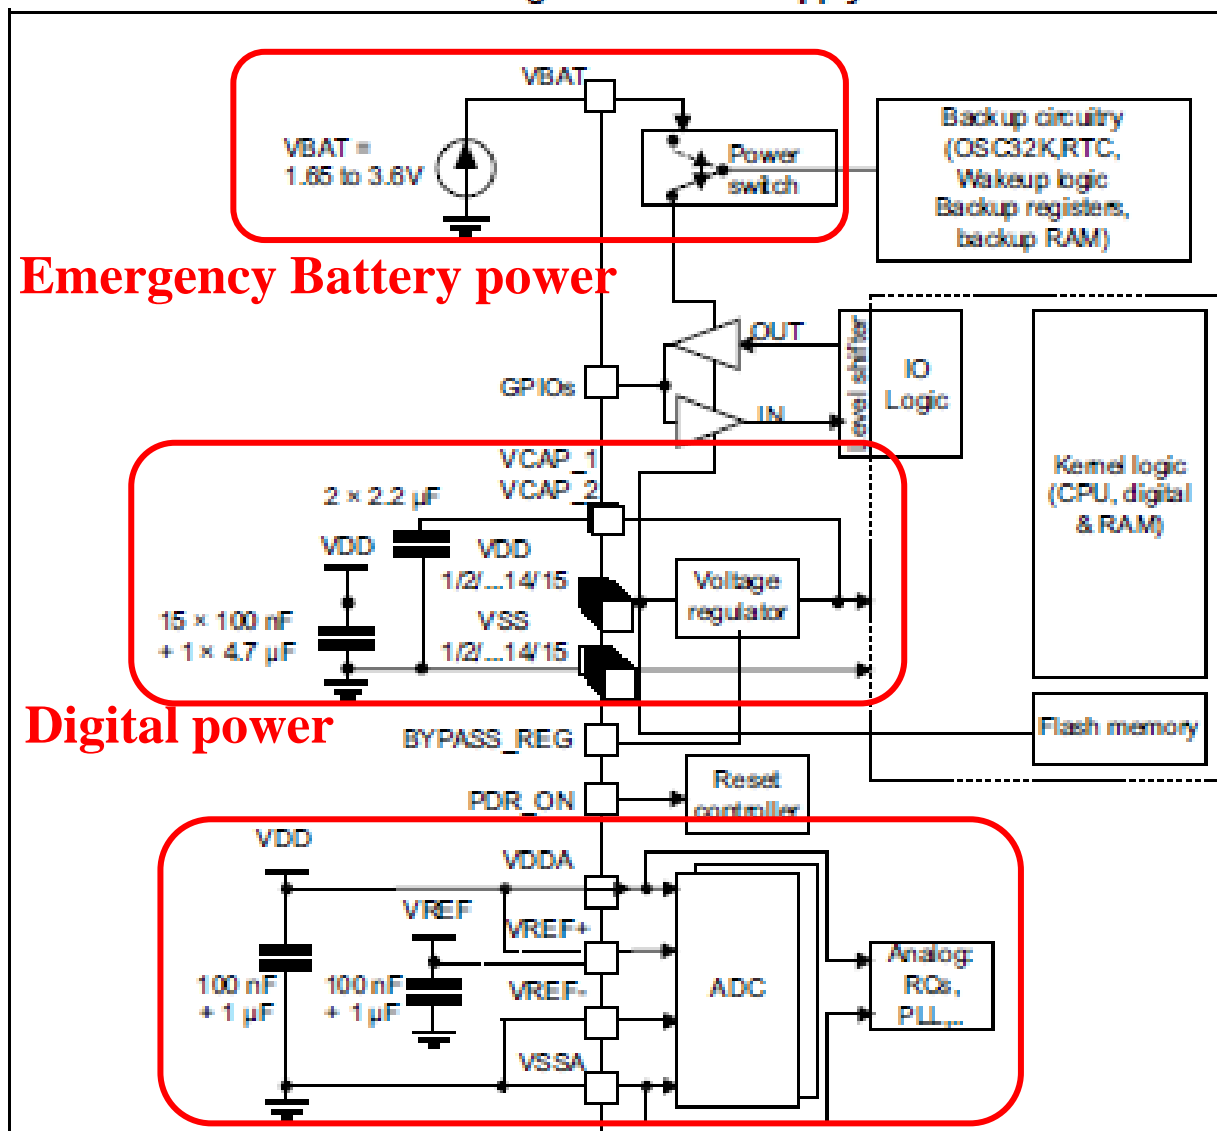 VBAT
VBAT =
1.65 to 3.6V
Power
switch
Backup circuitry
(OSC32K,RTC,
Wakeup logic
Backup registers,
backup RAM)
Emergency Battery power
OUT
GPIOs
IN
Level shifter
IO
Logic
Kernel logic
(CPU, digital
& RAM)
VCAP_1
VCAP_2
2 × 2.2 µF
VDD
VDD
1/2/...14/15
Voltage
regulator
15 × 100 nF
+ 1 × 4.7 µF
VSS
1/2/...14/15
Digital power
BYPASS_REG
Flash memory
PDR_ON
Reset
controller
VDD
VDDA
VREF
VREF+
100 nF
+ 1 µF
100 nF
+ 1 µF
VREF-
ADC
Analog:
RCs,
PLL,..
VSSA